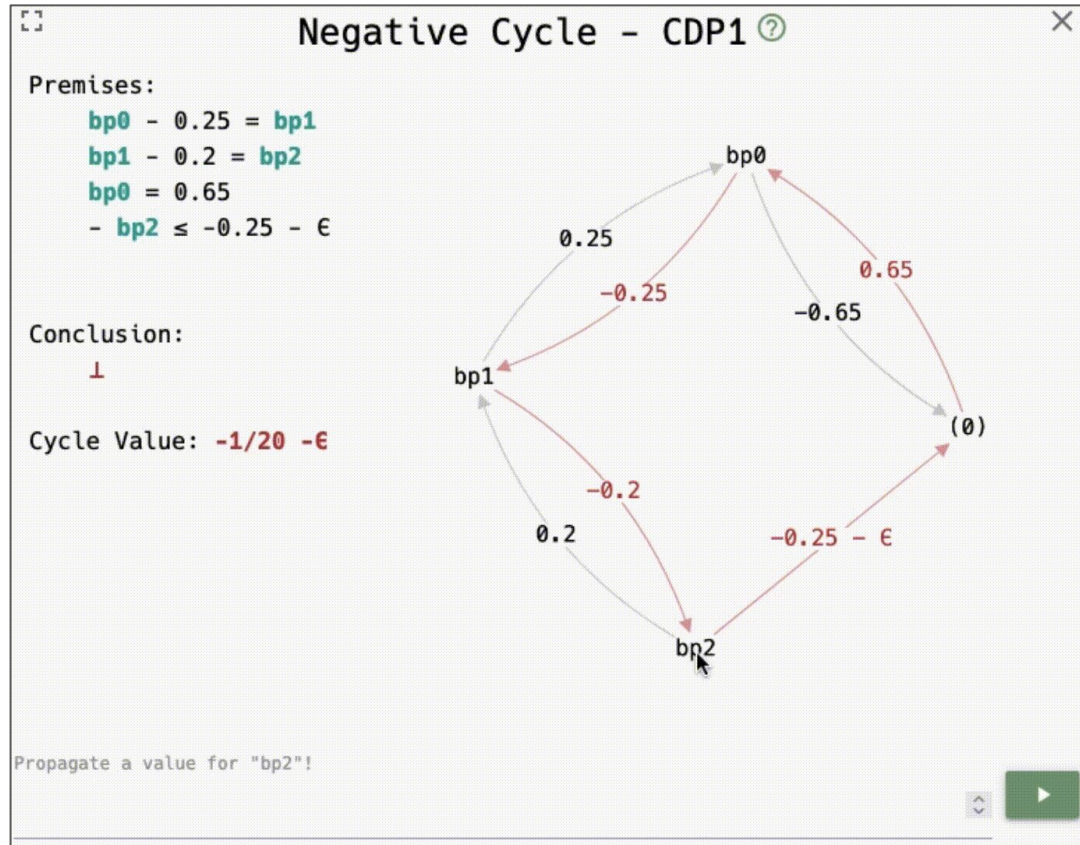 Negative Cycle - CDP1 ?
Premises:
bp0 - 0.25 = bp1
bp1 - 0.2 = bp2
bp0 = 0.65
- bp2 ≤ -0.25 - ϵ
Conclusion:
⊥
Cycle Value: -1/20 -ϵ
bp0
0.25
-0.25
0.65
-0.65
bp1
(0)
-0.2
0.2
-0.25 - ϵ
bp2
Propagate a value for "bp2"!